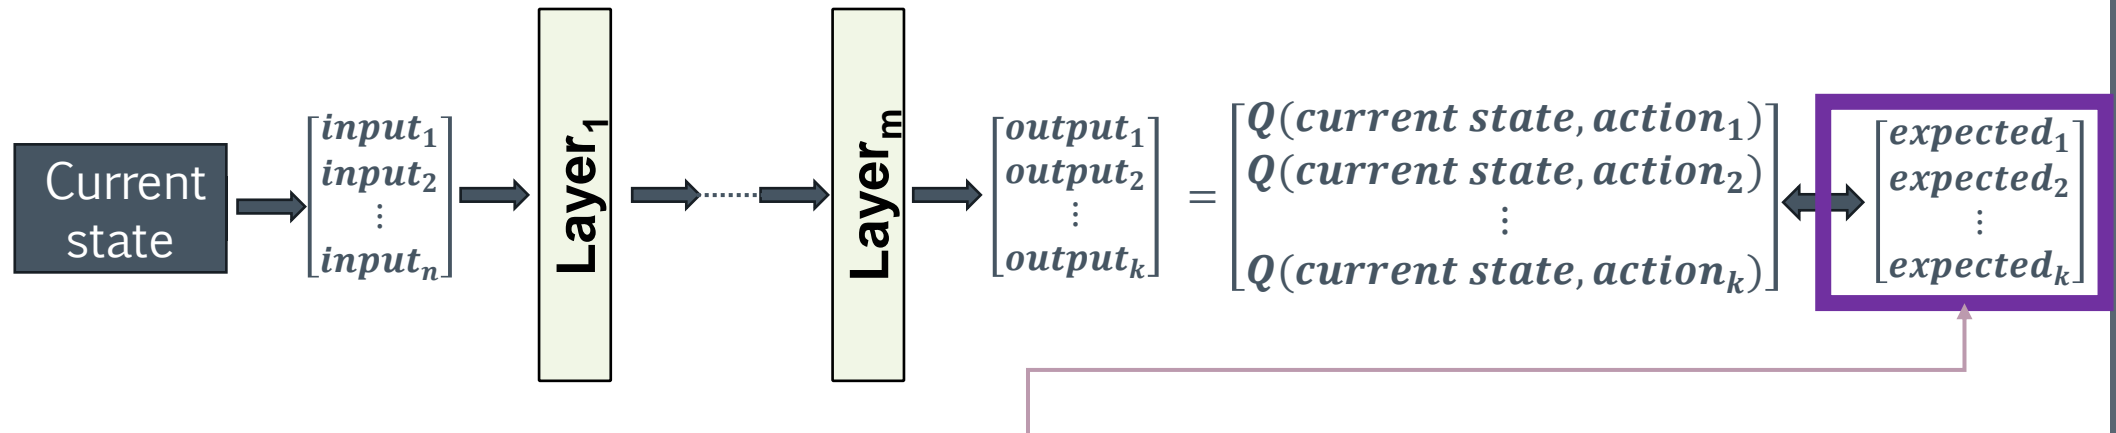 Current
state
input₁
input₂
⋮
inputₙ
Layer₁
Layerₘ
output₁
output₂
⋮
outputₖ
=
Q(current state, action₁)
Q(current state, action₂)
⋮
Q(current state, actionₖ)
expected₁
expected₂
⋮
expectedₖ